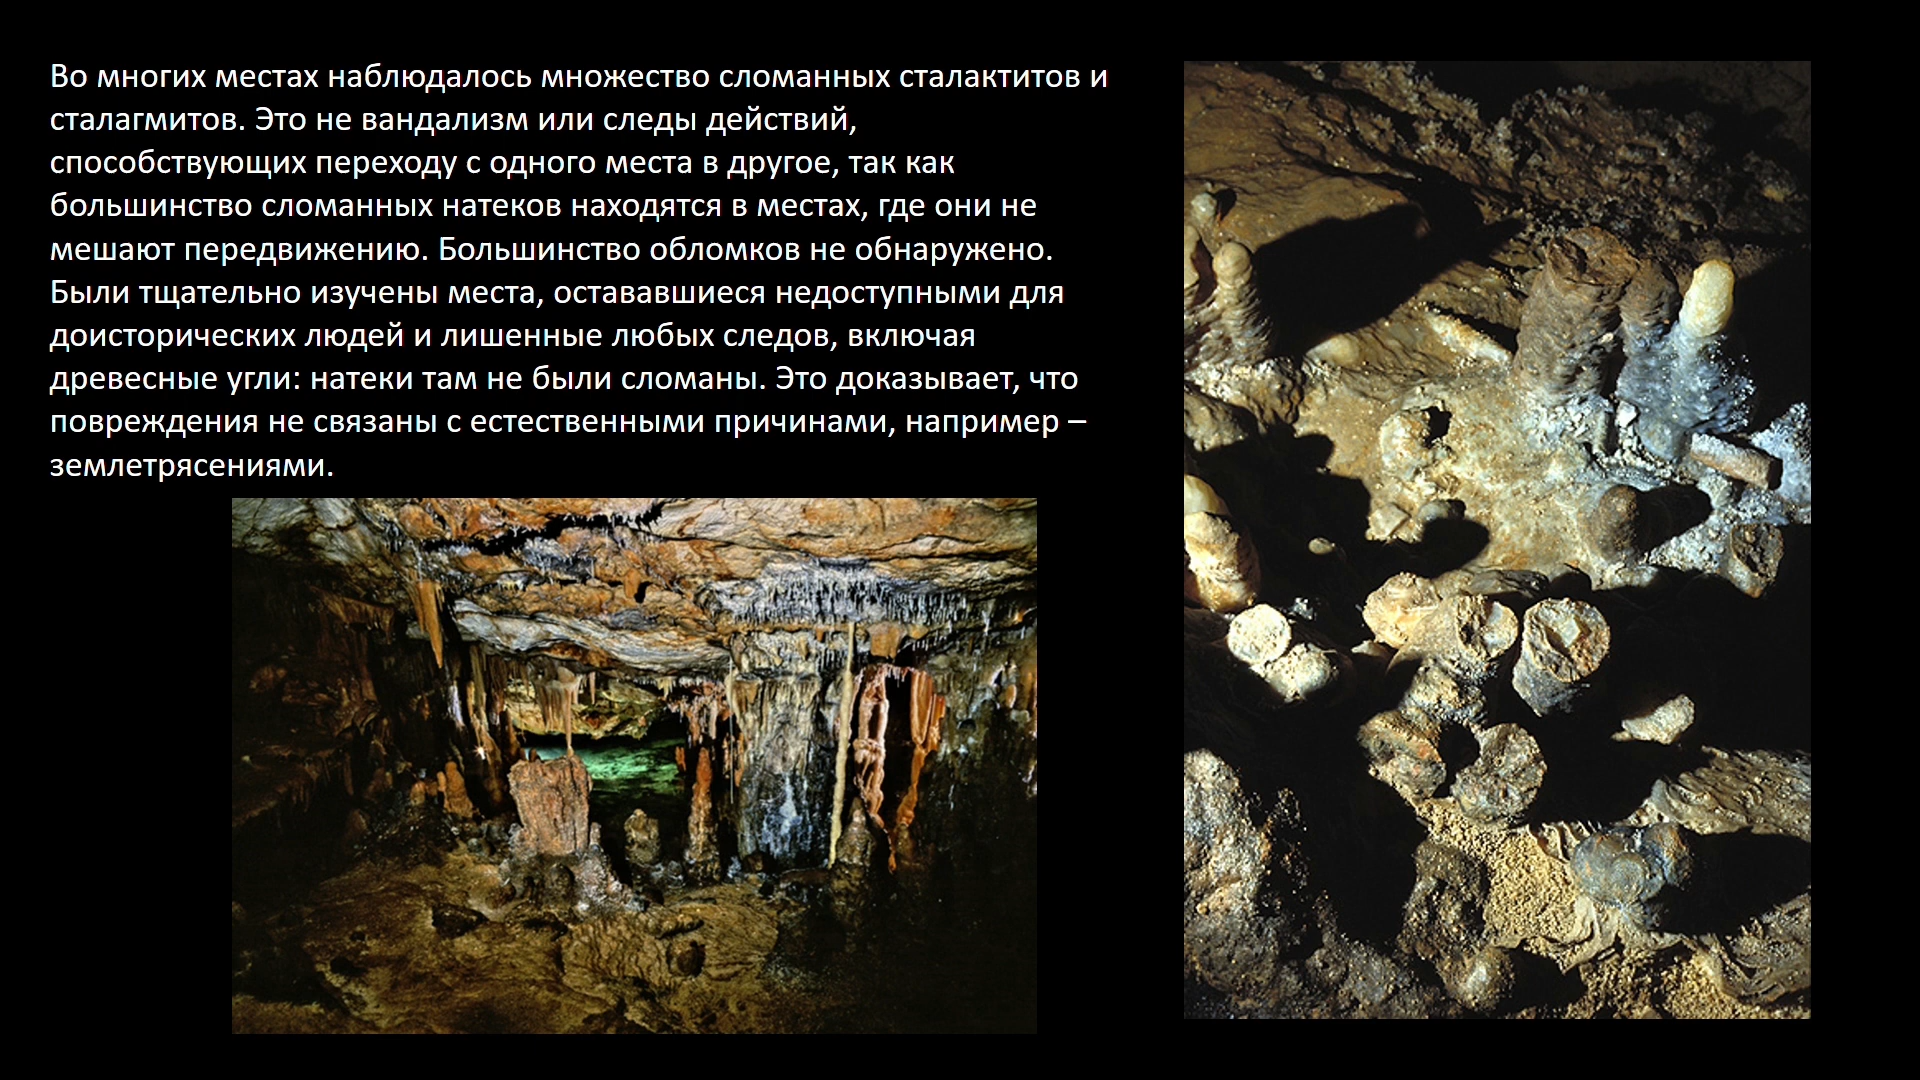 Во многих местах наблюдалось множество сломанных сталактитов и
сталагмитов. Это не вандализм или следы действий,
способствующих переходу с одного места в другое, так как
большинство сломанных натеков находятся в местах, где они не
мешают передвижению. Большинство обломков не обнаружено.
Были тщательно изучены места, остававшиеся недоступными для
доисторических людей и лишенные любых следов, включая
древесные угли: натеки там не были сломаны. Это доказывает, что
повреждения не связаны с естественными причинами, например –
землетрясениями.